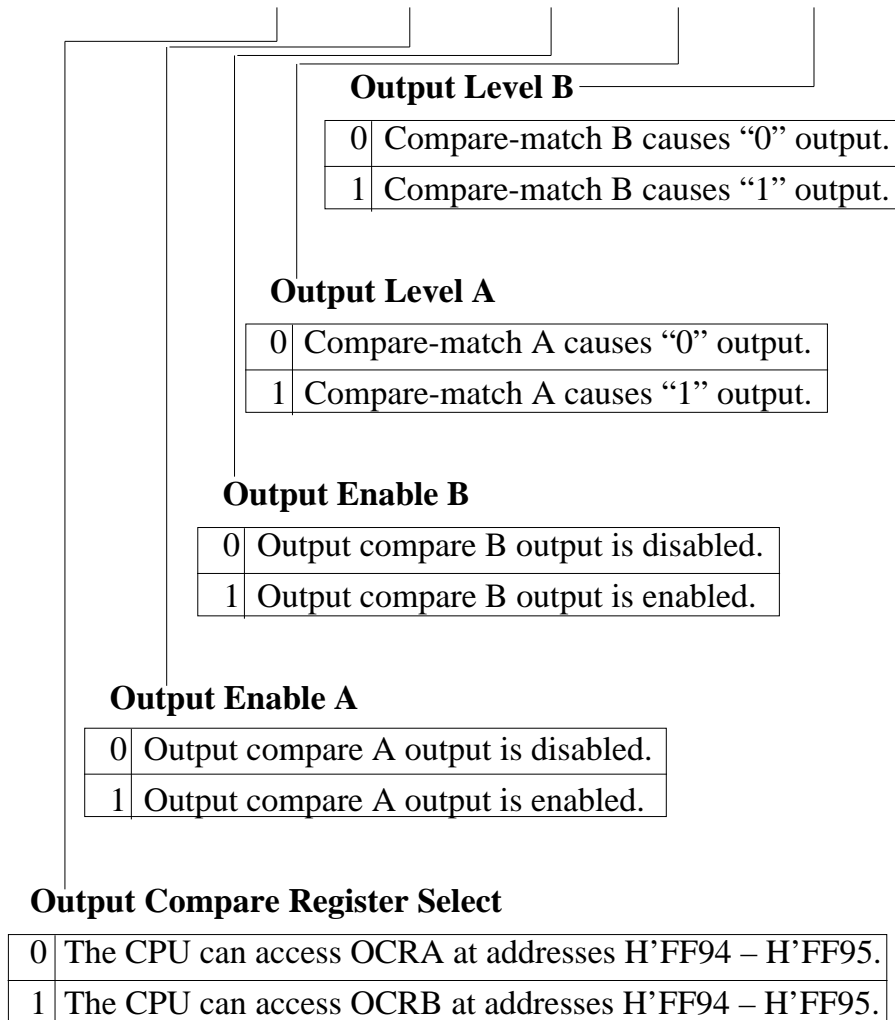 Output Level B
0 Compare-match B causes “0” output.
1 Compare-match B causes “1” output.
Output Level A
0 Compare-match A causes “0” output.
1 Compare-match A causes “1” output.
Output Enable B
0 Output compare B output is disabled.
1 Output compare B output is enabled.
Output Enable A
0 Output compare A output is disabled.
1 Output compare A output is enabled.
Output Compare Register Select
0 The CPU can access OCRA at addresses H’FF94 – H’FF95.
1 The CPU can access OCRB at addresses H’FF94 – H’FF95.